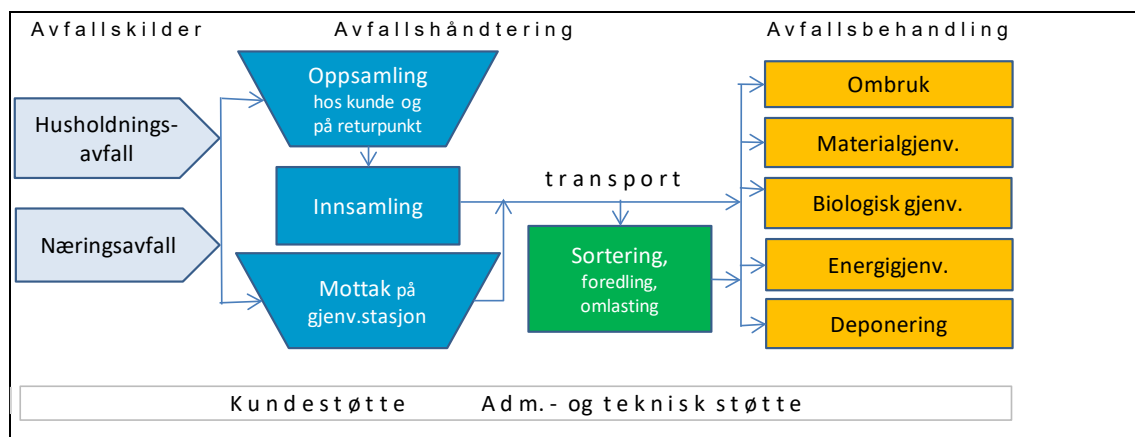 Avfallskilder
Avfallshåndtering
Avfallsbehandling
Husholdnings-
avfall
Næringsavfall
Oppsamling
hos kunde og
på returpunkt
Innsamling
Mottak på
gjenv.stasjon
transport
Sortering,
foredling,
omlasting
Ombruk
Materialgjenv.
Biologisk gjenv.
Energigjenv.
Deponering
Kundestøtte Adm.- og teknisk støtte